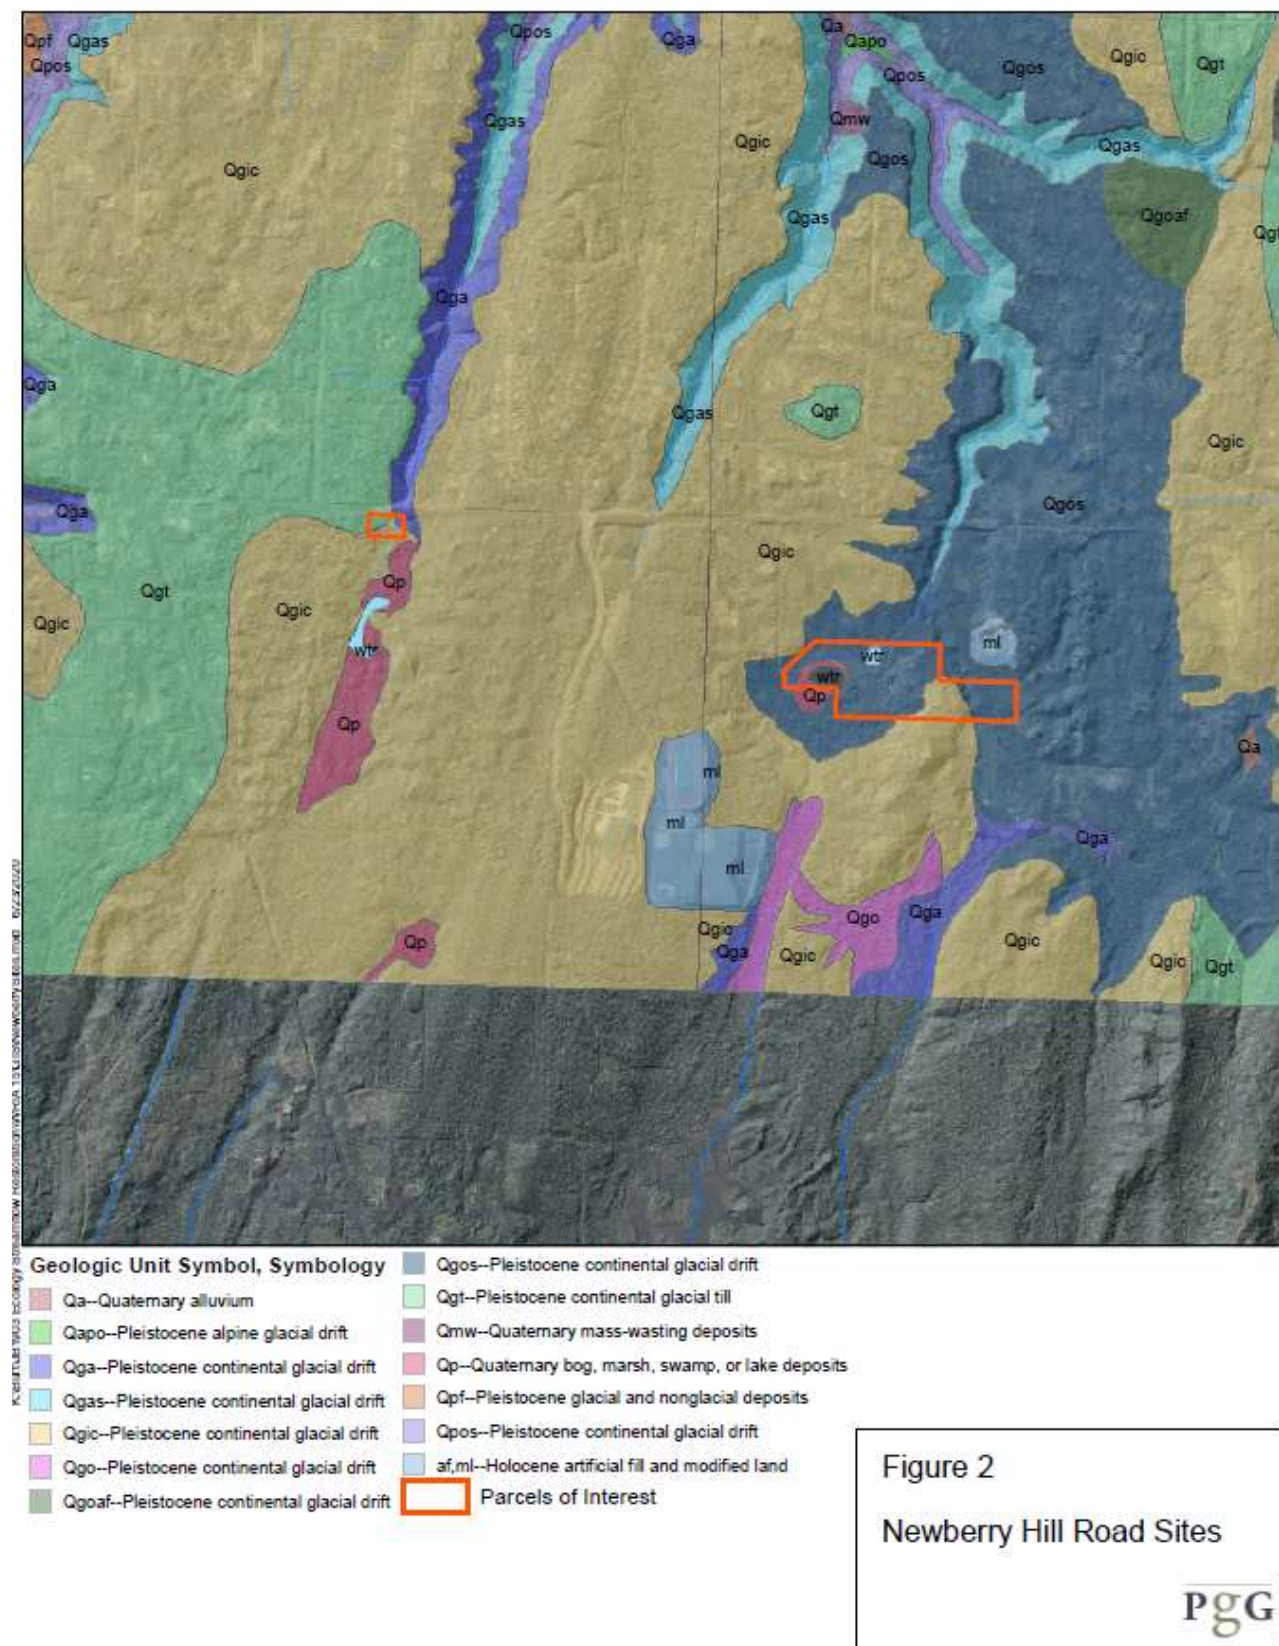 Qpf Qgas Qpos Qga Qa Qapo Qgos Qgic Qgt
Qpos Qpos
Qgas Qgic Qmw Qgos Qgas
Qgic
Qgas Qgoaf
Qgt
Qga
Qga Qgas Qgt
Qgic
Qga Qgos
Qgic
Qgt Qp
Qgic Qgic
wtr wtr ml
wtr
Qp
Qp
ml Qa
ml
ml Qga
Qgic Qgo Qga
Qp Qga Qgic Qgic Qgic Qgt
Geologic Unit Symbol, Symbology
Qa--Quaternary alluvium
Qapo--Pleistocene alpine glacial drift
Qga--Pleistocene continental glacial drift
Qgas--Pleistocene continental glacial drift
Qgic--Pleistocene continental glacial drift
Qgo--Pleistocene continental glacial drift
Qgoaf--Pleistocene continental glacial drift
Qgos--Pleistocene continental glacial drift
Qgt--Pleistocene continental glacial till
Qmw--Quaternary mass-wasting deposits
Qp--Quaternary bog, marsh, swamp, or lake deposits
Qpf--Pleistocene glacial and nonglacial deposits
Qpos--Pleistocene continental glacial drift
af,ml--Holocene artificial fill and modified land
Parcels of Interest
Figure 2
Newberry Hill Road Sites
PgG